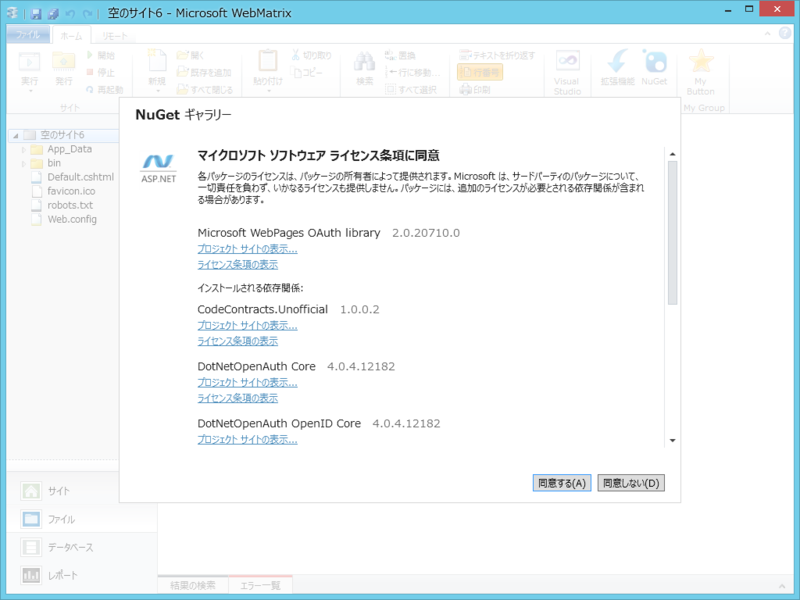 空のサイト6 - Microsoft WebMatrix
ファイル
ホーム
リモート
実行
発行
開始
停止
再起動
サイト
新規
開く
既存を追加
すべて閉じる
貼り付け
切り取り
コピー
検索
置換
行に移動...
すべて選択
テキストを折り返す
行番号
印刷
Visual
Studio
拡張機能
NuGet
My
Button
My Group
空のサイト6
App_Data
bin
Default.cshtml
favicon.ico
robots.txt
Web.config
NuGet ギャラリー
ASP.NET
マイクロソフト ソフトウェア ライセンス条項に同意
各パッケージのライセンスは、パッケージの所有者によって提供されます。Microsoft は、サードパーティのパッケージについて、
一切責任を負わず、いかなるライセンスも提供しません。パッケージには、追加のライセンスが必要とされる依存関係が含まれ
る場合があります。
Microsoft WebPages OAuth library 2.0.20710.0
プロジェクト サイトの表示...
ライセンス条項の表示
インストールされる依存関係:
CodeContracts.Unofficial 1.0.0.2
プロジェクト サイトの表示...
ライセンス条項の表示
DotNetOpenAuth Core 4.0.4.12182
プロジェクト サイトの表示...
ライセンス条項の表示
DotNetOpenAuth OpenID Core 4.0.4.12182
プロジェクト サイトの表示...
同意する(A)
同意しない(D)
サイト
ファイル
データベース
レポート
結果の検索
エラー一覧